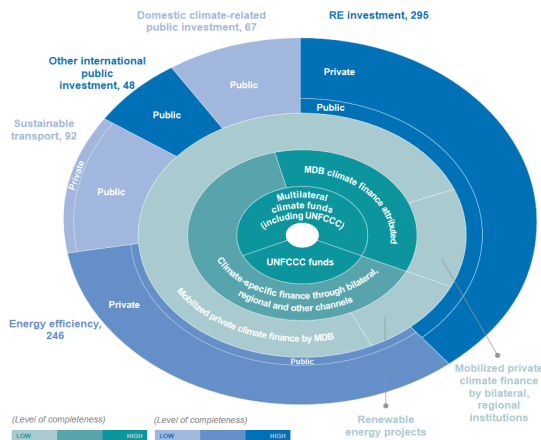 Domestic climate-related
public investment, 67
RE investment, 295
Other international
public
investment, 48
Public
Private
Public
Public
Sustainable
transport, 92
Private
Public
MDB climate finance attributed
Multilateral
climate funds
(including UNFCCC)
UNFCCC funds
Climate-specific finance through bilateral,
regional and other channels
Mobilized private climate finance by MDB
Energy efficiency,
246
Private
Public
Mobilized private
climate finance
by bilateral,
regional
institutions
Renewable
energy projects
(Level of completeness)
LOW
HIGH
(Level of completeness)
LOW
HIGH